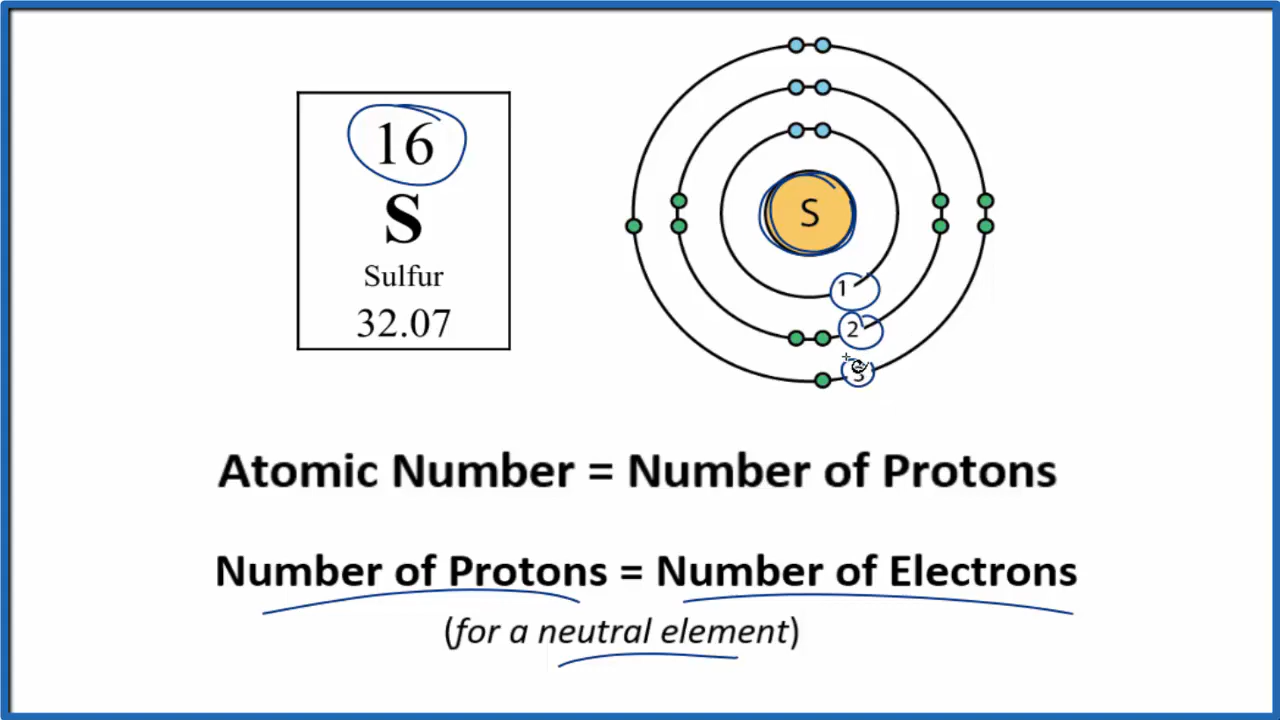 16
S
Sulfur
32.07
S
1
2
3
Atomic Number = Number of Protons
Number of Protons = Number of Electrons
(for a neutral element)